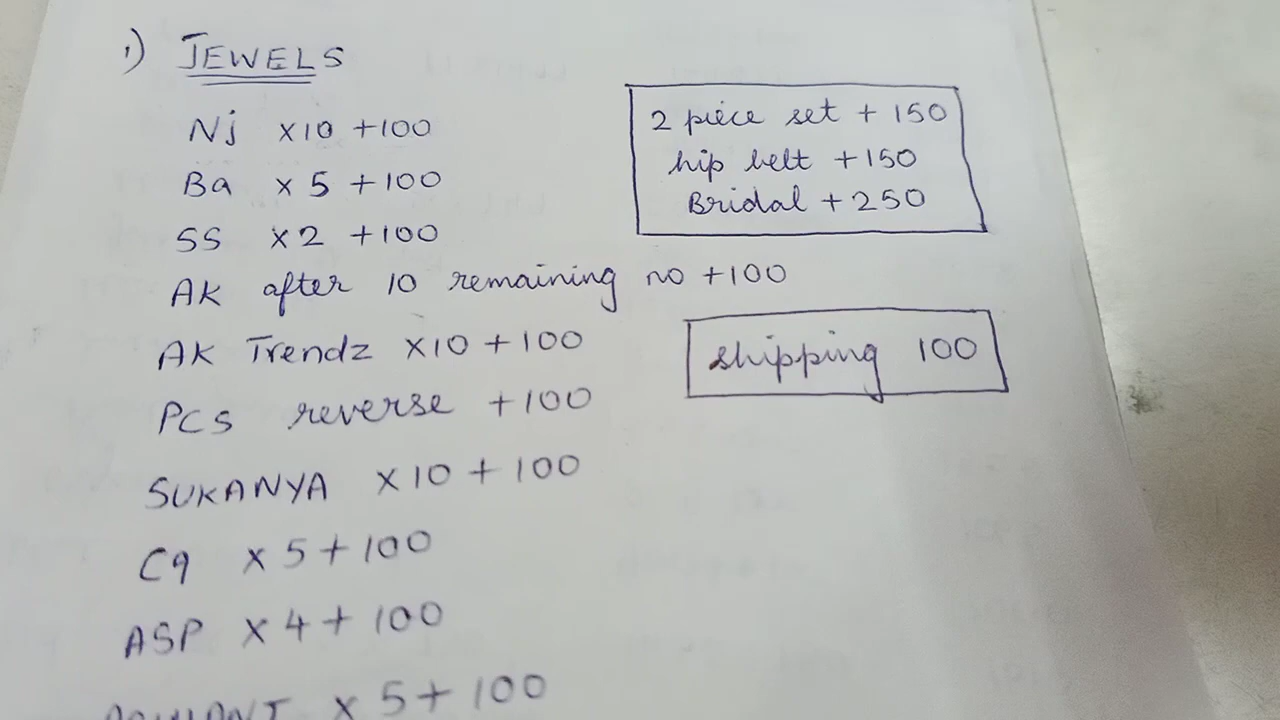 1) JEWELS
Nj x10 +100
Ba x 5 +100
SS x2 +100
AK after 10 remaining no +100
AK Trendz x10 +100
PCS reverse +100
SUKANYA x10 + 100
C9 x 5 + 100
ASP x 4 + 100
x 5 + 100
2 piece set + 150
hip belt +150
Bridal + 250
shipping 100